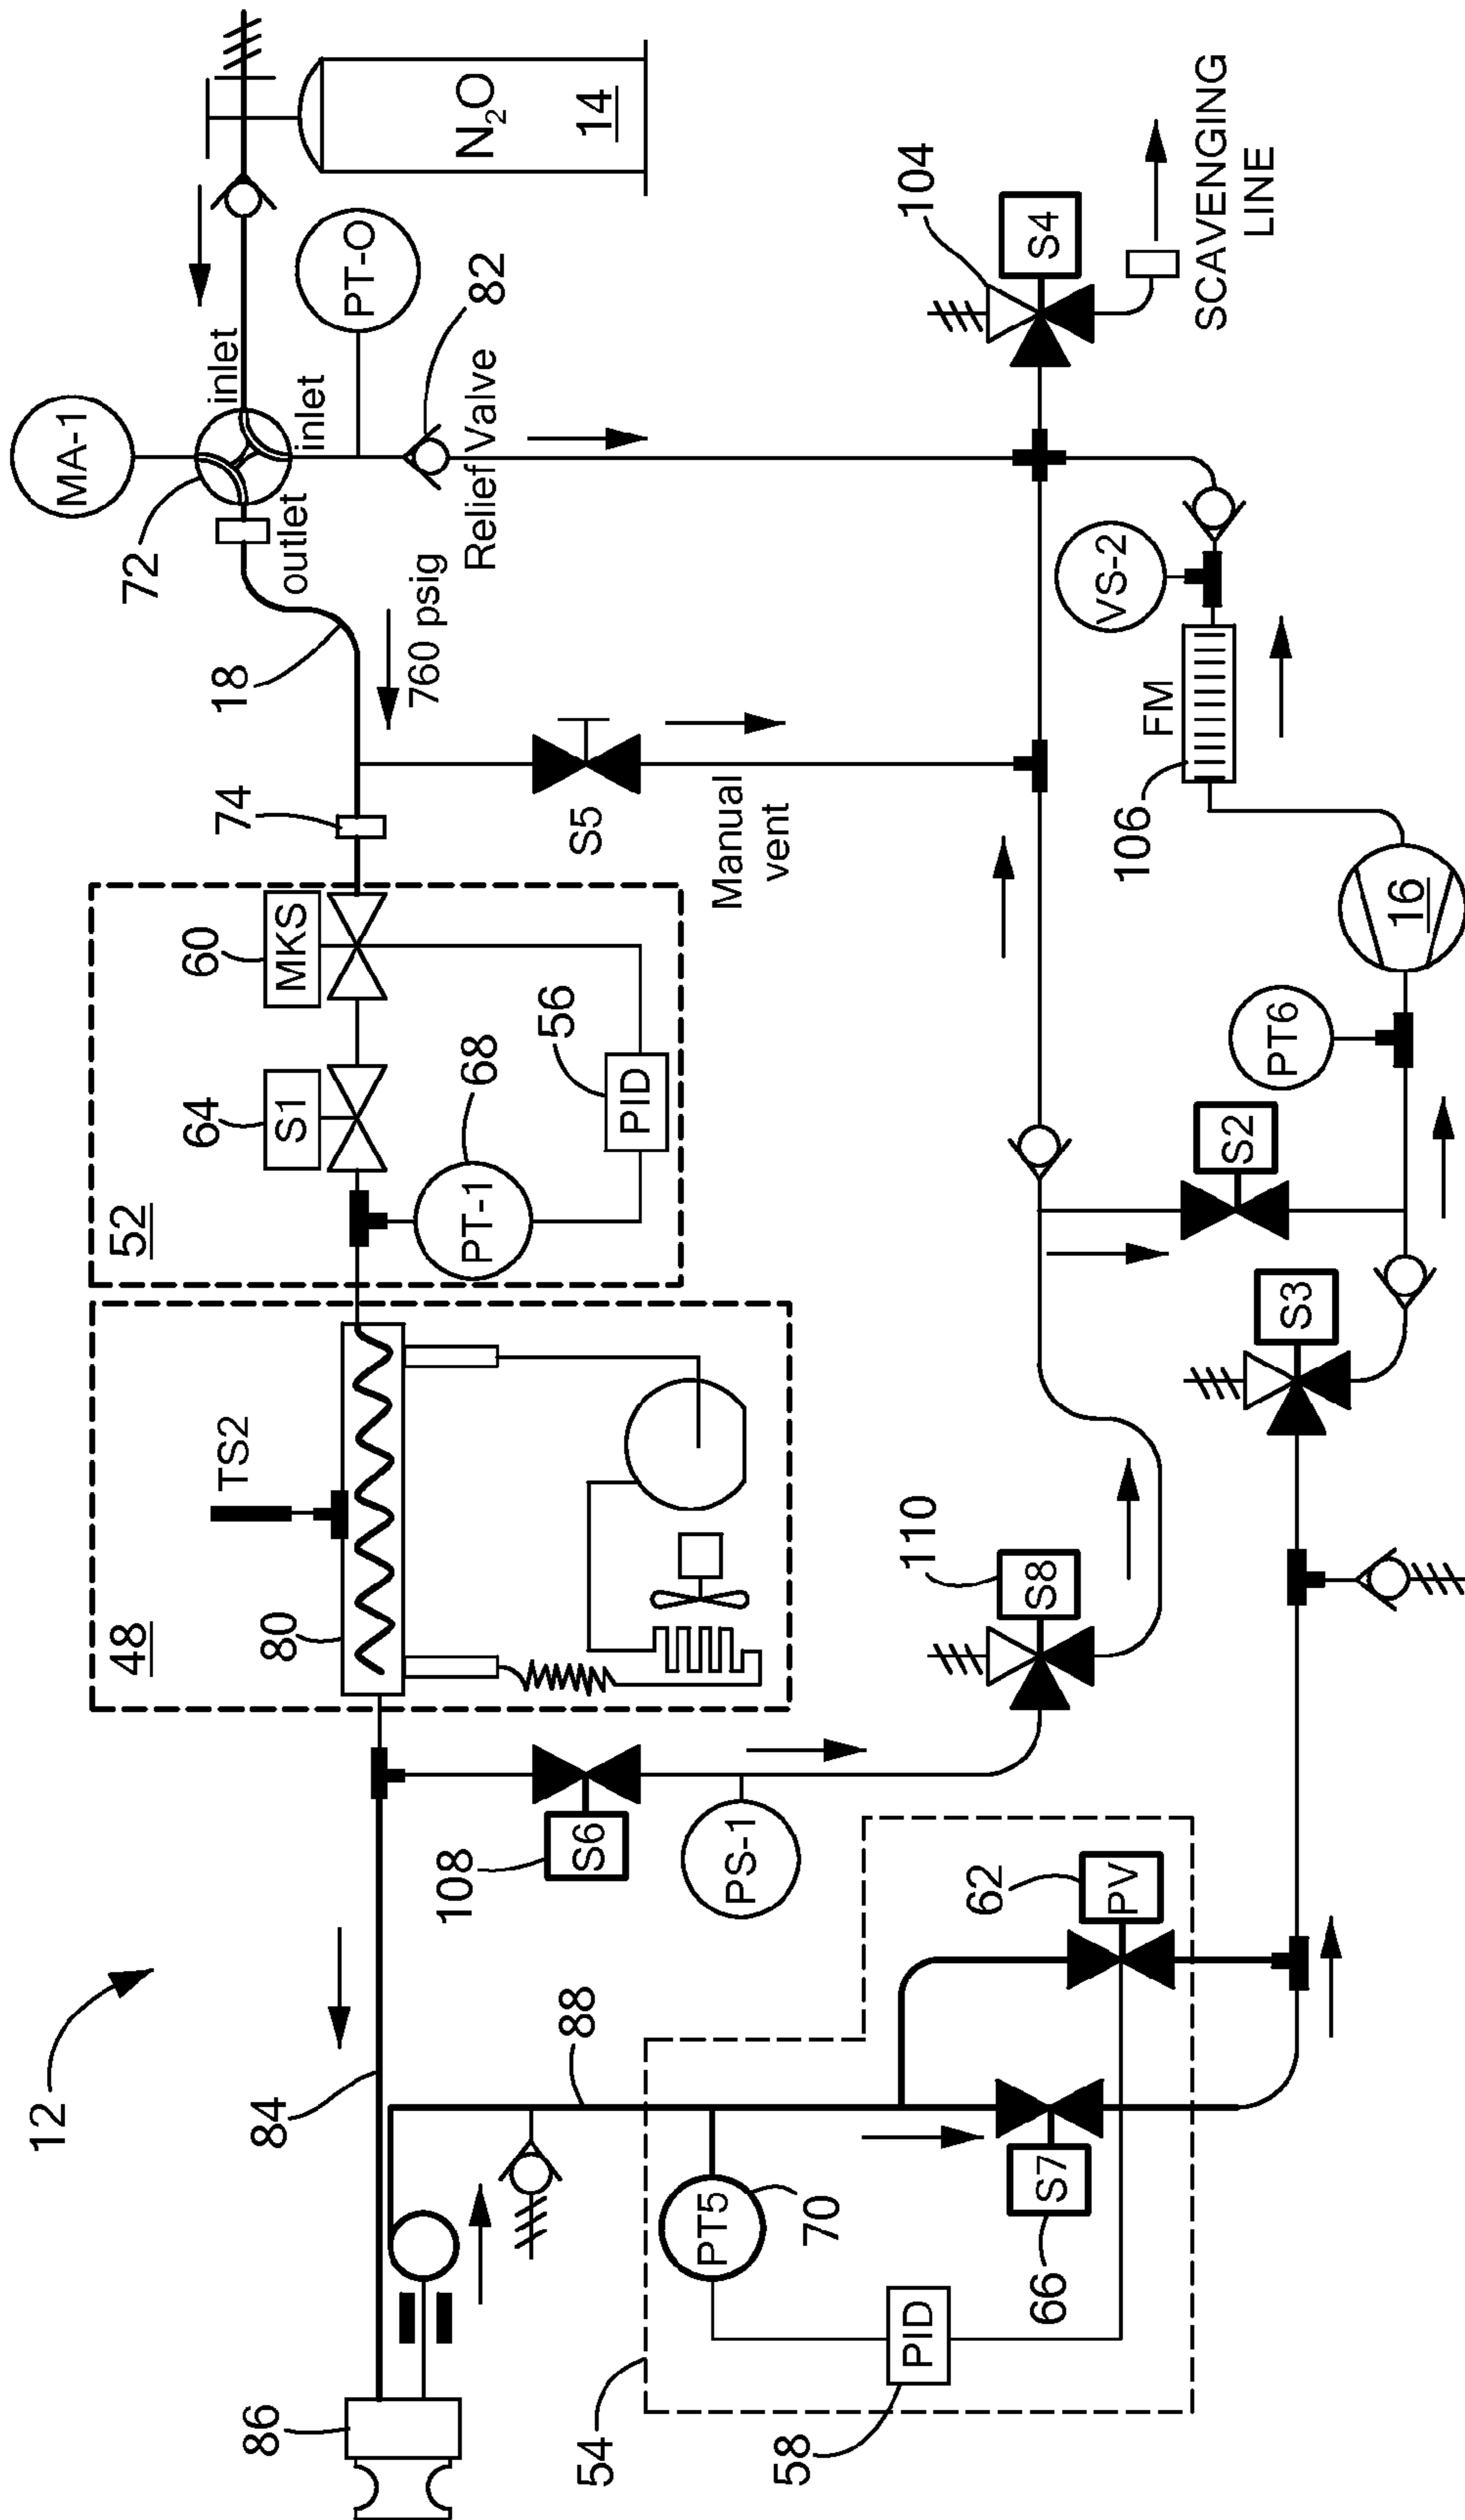 12
84
86
88
48
80
TS2
52
64
S1
60
MKS
74
18
72
MA-1
inlet
inlet
outlet
N₂O
14
PT-O
82
Relief Valve
760 psig
S5
Manual
vent
PT-1
68
PID
56
108
S6
PS-1
110
S8
54
58
PID
PT5
70
66
S7
62
PV
S3
S2
PT6
16
106
FM
VS-2
104
S4
SCAVENGING
LINE